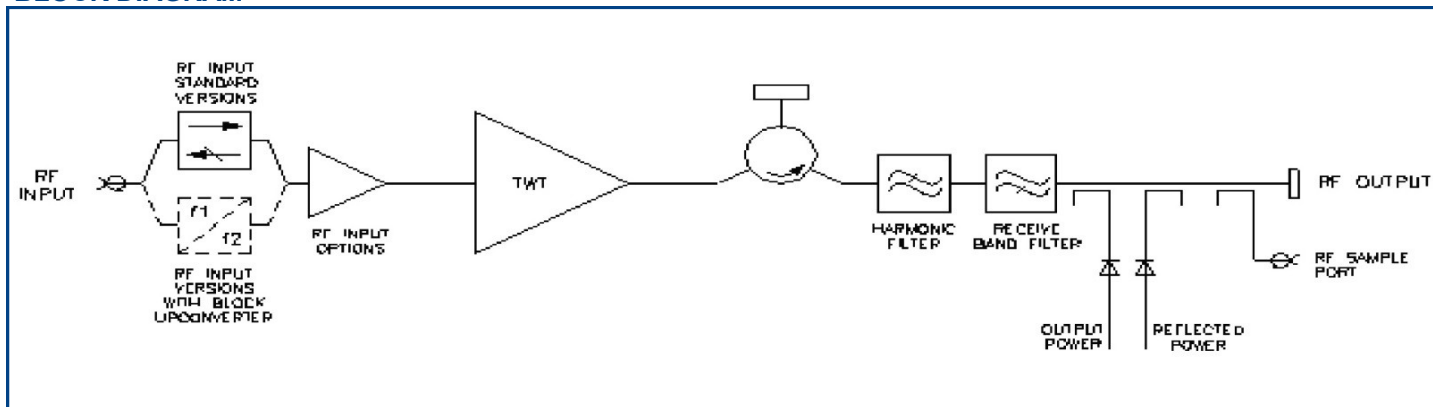 BLOCK DIAGRAM
RF INPUT
STANDARD
VERSIONS
RF
INPUT
f1
f2
RF INPUT
VERSIONS
WITH BLOCK
UPCONVERTER
RF INPUT
OPTIONS
TWT
HARMONIC
FILTER
RECEIVE
BAND FILTER
RF OUTPUT
RF SAMPLE
PORT
OUTPUT
POWER
REFLECTED
POWER